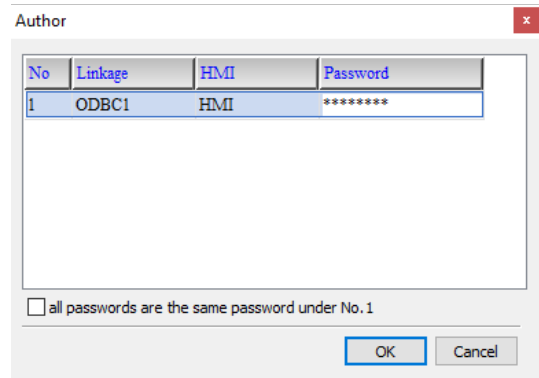 Author x
No Linkage HMI Password
1 ODBC1 HMI ********
all passwords are the same password under No.1
OK Cancel